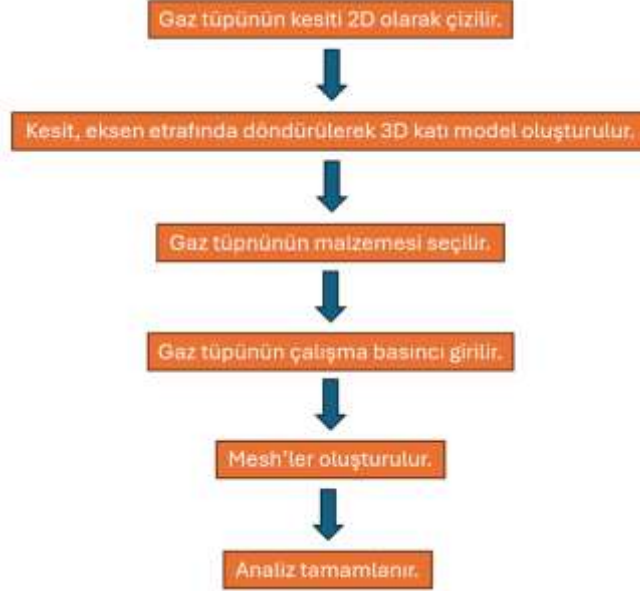 Gaz tüpünün kesiti 2D olarak çizilir.
Kesit, eksen etrafında döndürülerek 3D katı model oluşturulur.
Gaz tüpnünün malzemesi seçilir.
Gaz tüpünün çalışma basıncı girilir.
Mesh'ler oluşturulur.
Analiz tamamlanır.